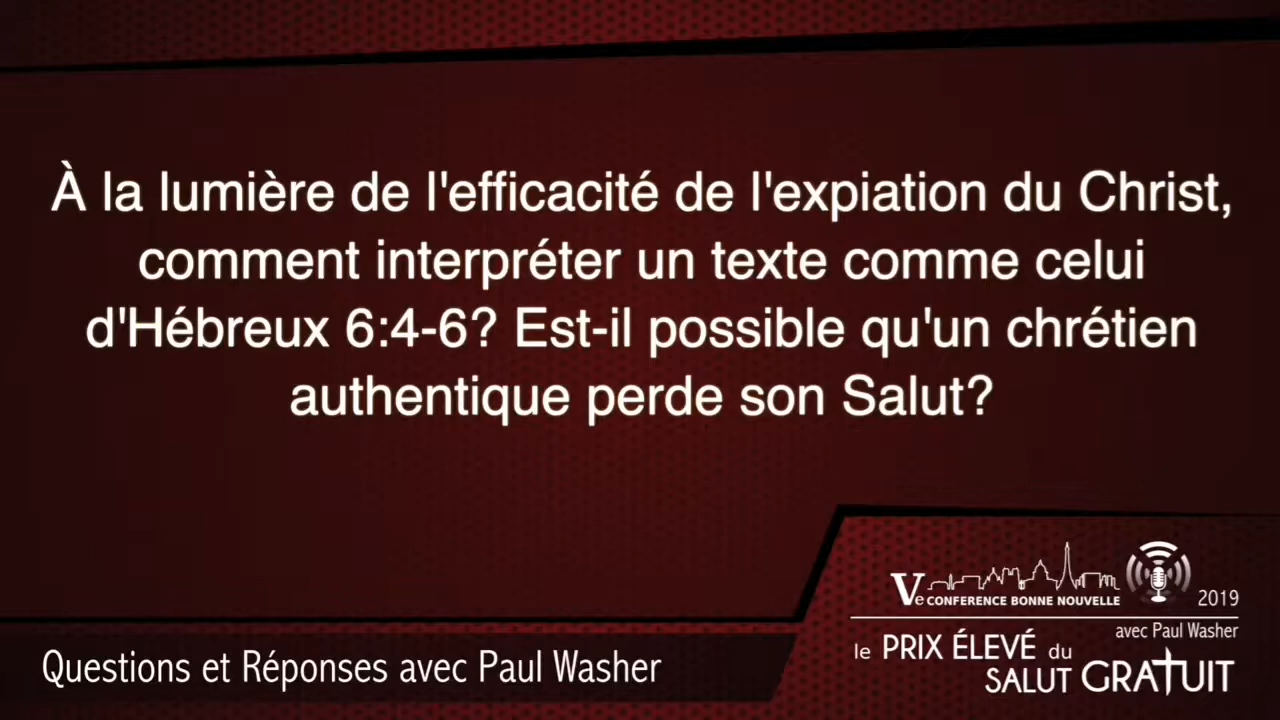 À la lumière de l'efficacité de l'expiation du Christ,
comment interpréter un texte comme celui
d'Hébreux 6:4-6? Est-il possible qu'un chrétien
authentique perde son Salut?
Ve CONFERENCE BONNE NOUVELLE 2019
avec Paul Washer
le PRIX ÉLEVÉ du
SALUT GRATUIT
Questions et Réponses avec Paul Washer